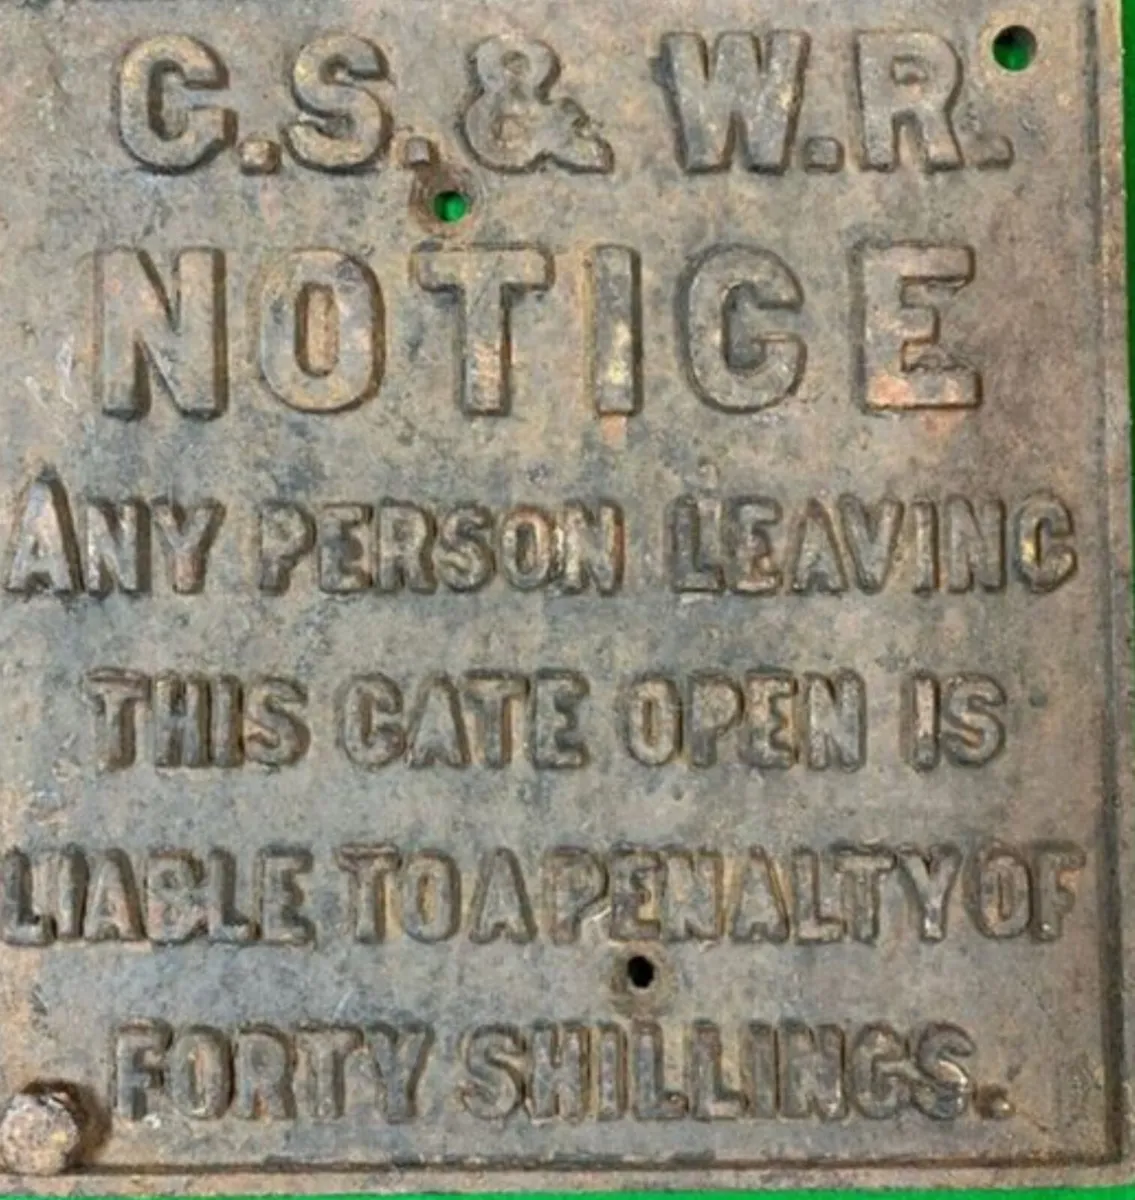 C.S.& W.R.
NOTICE
ANY PERSON LEAVING
THIS GATE OPEN IS
LIABLE TO A PENALTY OF
FORTY SHILLINGS.